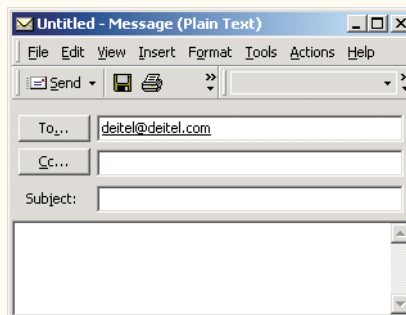 Untitled - Message (Plain Text)
File Edit View Insert Format Tools Actions Help
Send
To... deitel@deitel.com
Cc...
Subject: